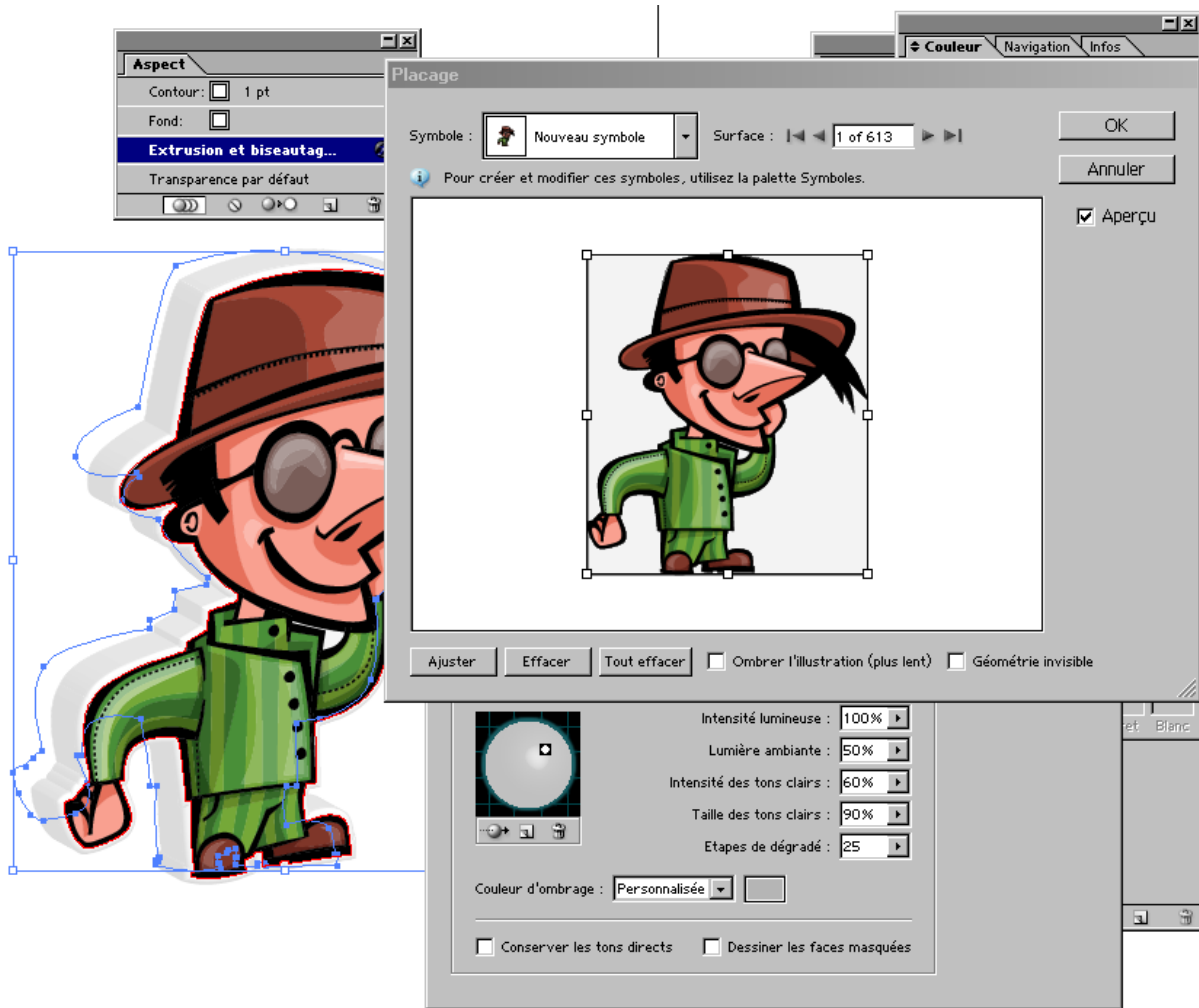 Aspect
Contour: 1 pt
Fond:
Extrusion et biseautag...
Transparence par défaut
Couleur Navigation Infos
Placage
Symbole : Nouveau symbole Surface : 1 of 613
Pour créer et modifier ces symboles, utilisez la palette Symboles.
OK
Annuler
Aperçu
Ajuster Effacer Tout effacer Ombrer l'illustration (plus lent) Géométrie invisible
Intensité lumineuse : 100%
Lumière ambiante : 50%
Intensité des tons clairs : 60%
Taille des tons clairs : 90%
Etapes de dégradé : 25
Couleur d'ombrage : Personnalisée
Conserver les tons directs Dessiner les faces masquées
Blanc